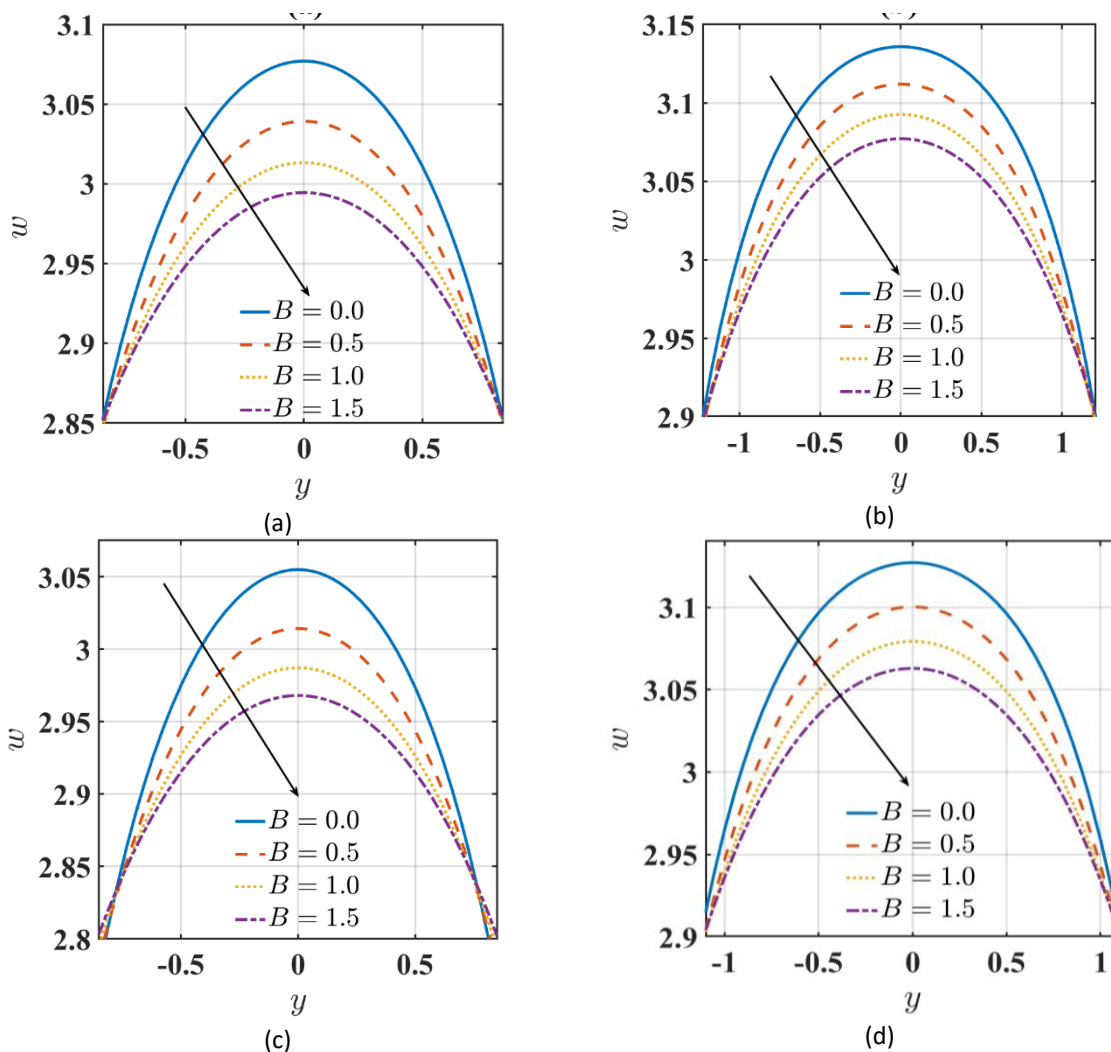 3.1
3.05
3
2.95
2.9
2.85
w
-0.5
0
0.5
y
B = 0.0
B = 0.5
B = 1.0
B = 1.5
(a)
3.15
3.1
3.05
3
2.95
2.9
w
-1
-0.5
0
0.5
1
y
B = 0.0
B = 0.5
B = 1.0
B = 1.5
(b)
3.05
3
2.95
2.9
2.85
2.8
w
-0.5
0
0.5
y
B = 0.0
B = 0.5
B = 1.0
B = 1.5
(c)
3.1
3.05
3
2.95
2.9
w
-1
-0.5
0
0.5
1
y
B = 0.0
B = 0.5
B = 1.0
B = 1.5
(d)